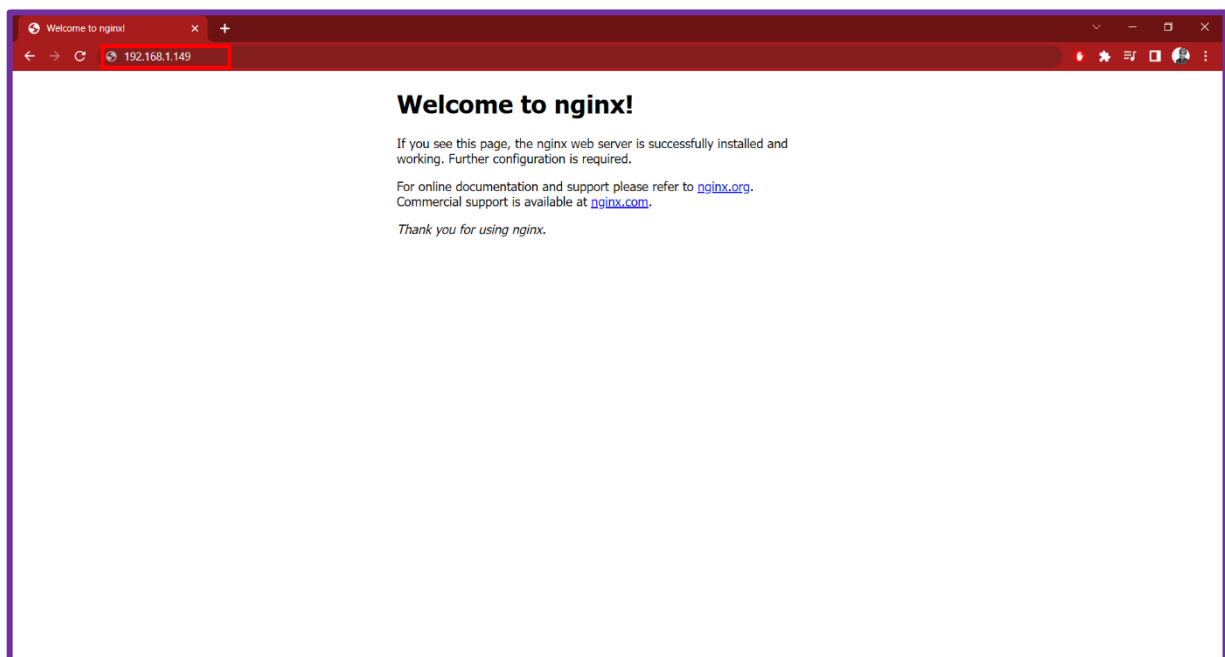 Welcome to nginx!
192.168.1.149
Welcome to nginx!
If you see this page, the nginx web server is successfully installed and
working. Further configuration is required.
For online documentation and support please refer to nginx.org.
Commercial support is available at nginx.com.
Thank you for using nginx.